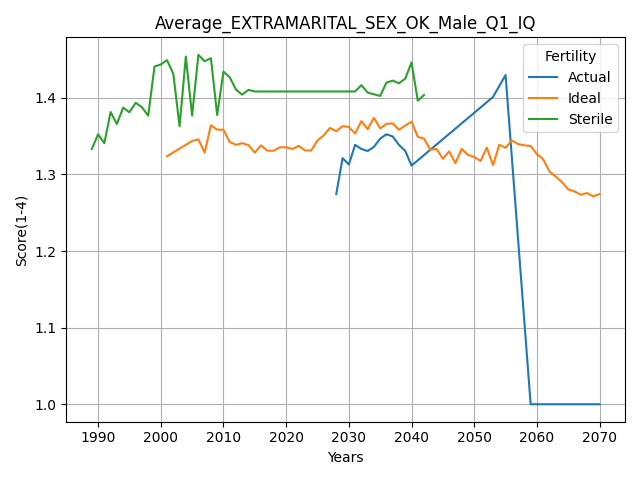 Average_EXTRAMARITAL_SEX_OK_Male_Q1_IQ
Fertility
Actual
Ideal
Sterile
Score(1-4)
1.4
1.3
1.2
1.1
1.0
1990 2000 2010 2020 2030 2040 2050 2060 2070
Years